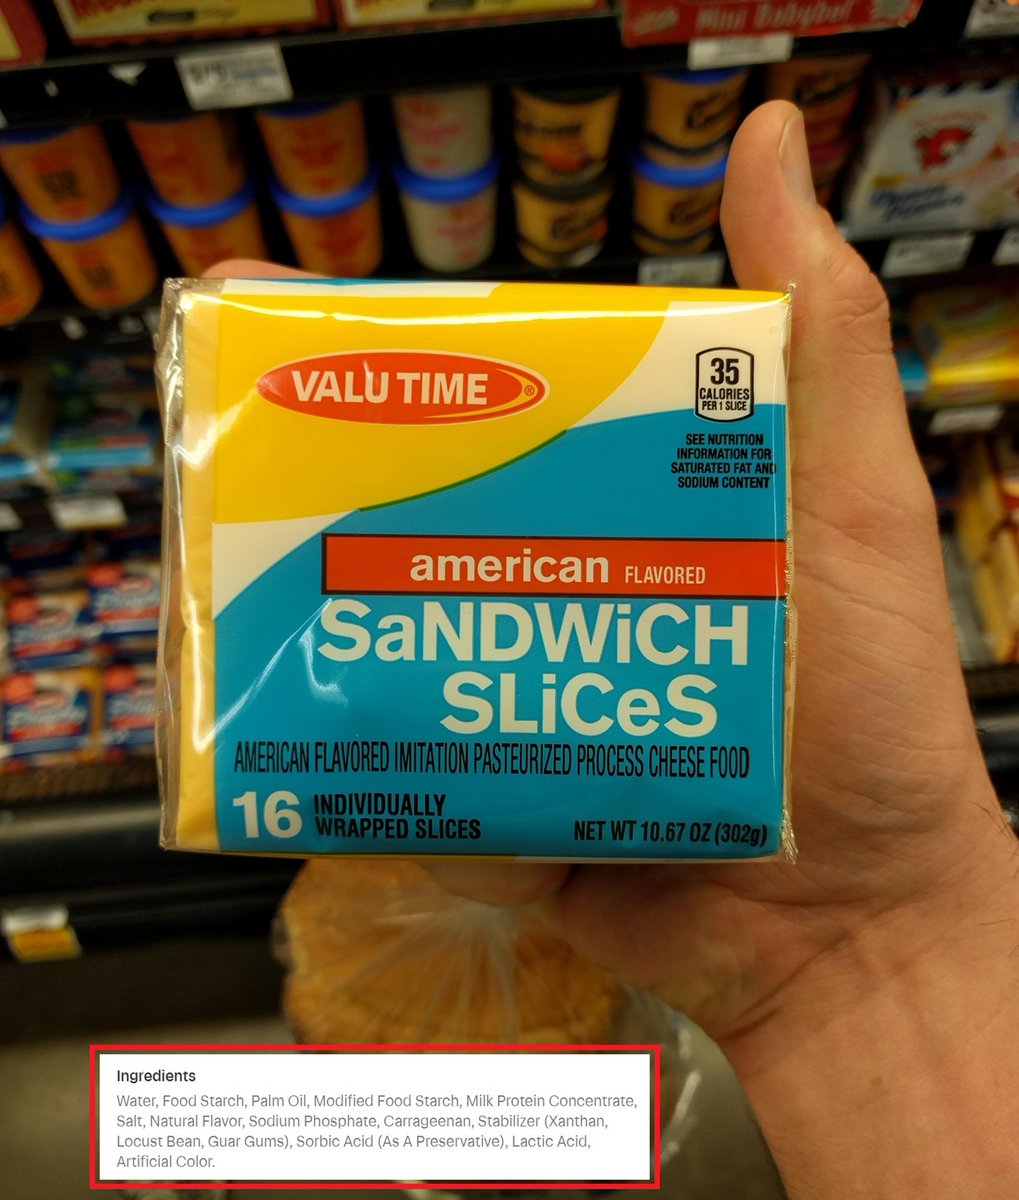 Mini Babybel
VALU TIME®
35
CALORIES
PER 1 SLICE
SEE NUTRITION
INFORMATION FOR
SATURATED FAT AND
SODIUM CONTENT
american FLAVORED
SaNDWiCH
SLiCeS
AMERICAN FLAVORED IMITATION PASTEURIZED PROCESS CHEESE FOOD
16 INDIVIDUALLY
WRAPPED SLICES
NET WT 10.67 OZ (302g)
Ingredients
Water, Food Starch, Palm Oil, Modified Food Starch, Milk Protein Concentrate,
Salt, Natural Flavor, Sodium Phosphate, Carrageenan, Stabilizer (Xanthan,
Locust Bean, Guar Gums), Sorbic Acid (As A Preservative), Lactic Acid,
Artificial Color.